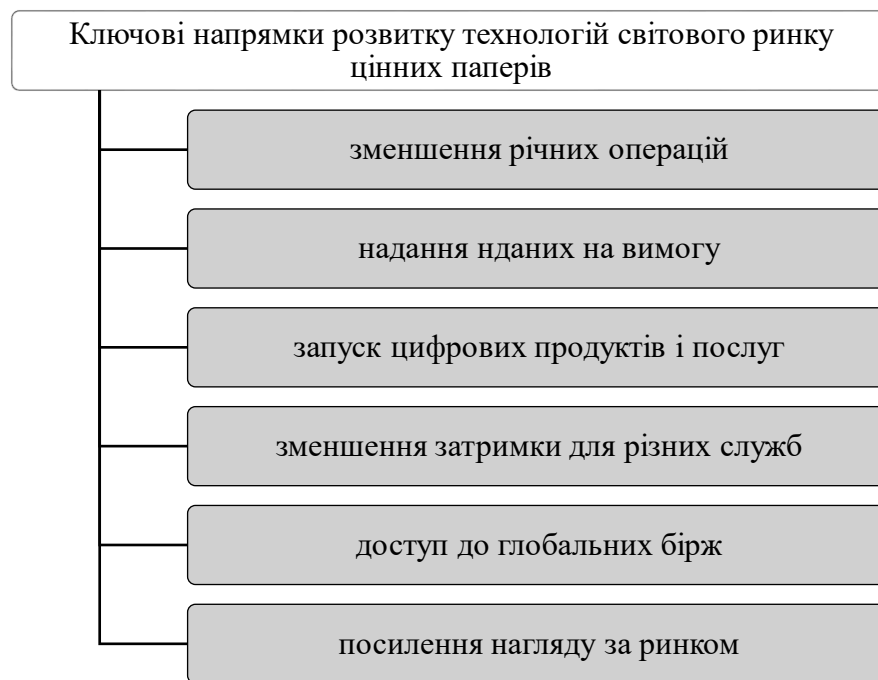 Ключові напрямки розвитку технологій світового ринку
цінних паперів
зменшення річних операцій
надання нданих на вимогу
запуск цифрових продуктів і послуг
зменшення затримки для різних служб
доступ до глобальних бірж
посилення нагляду за ринком